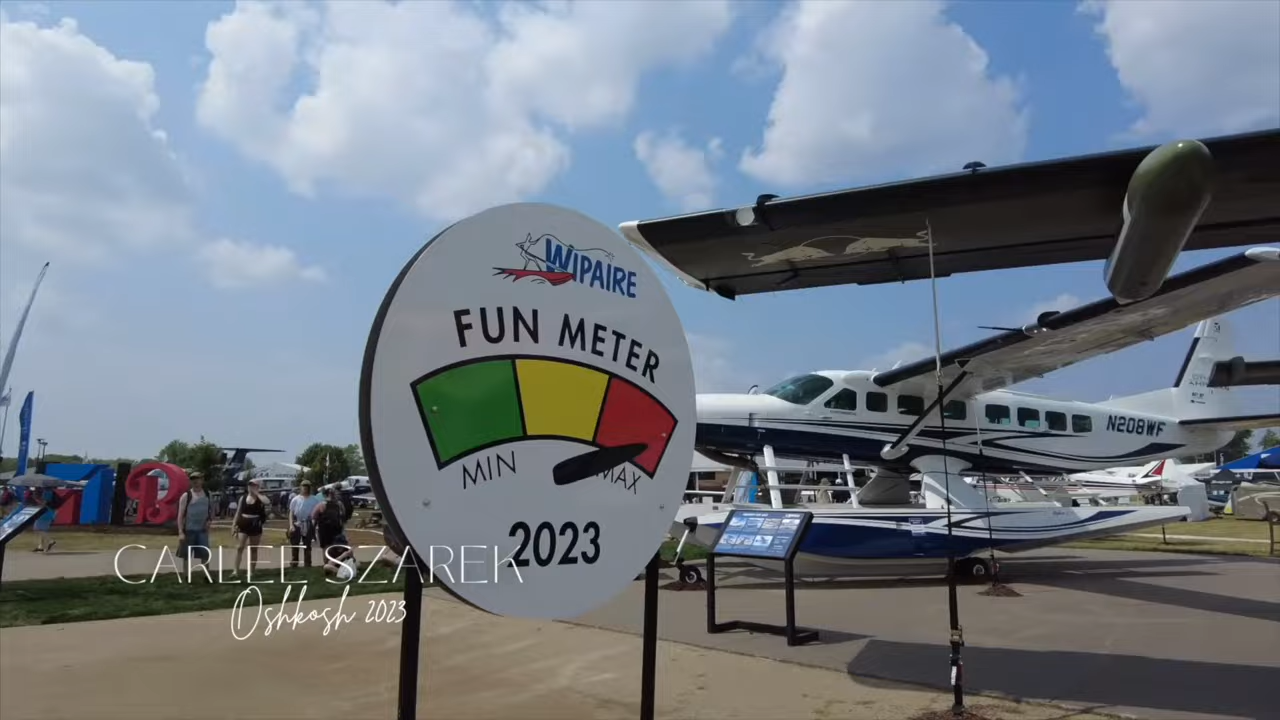 WIPAIRE
FUN METER
MIN
MAX
2023
N208WF
CARLEE SZAREK
Oshkosh 2023